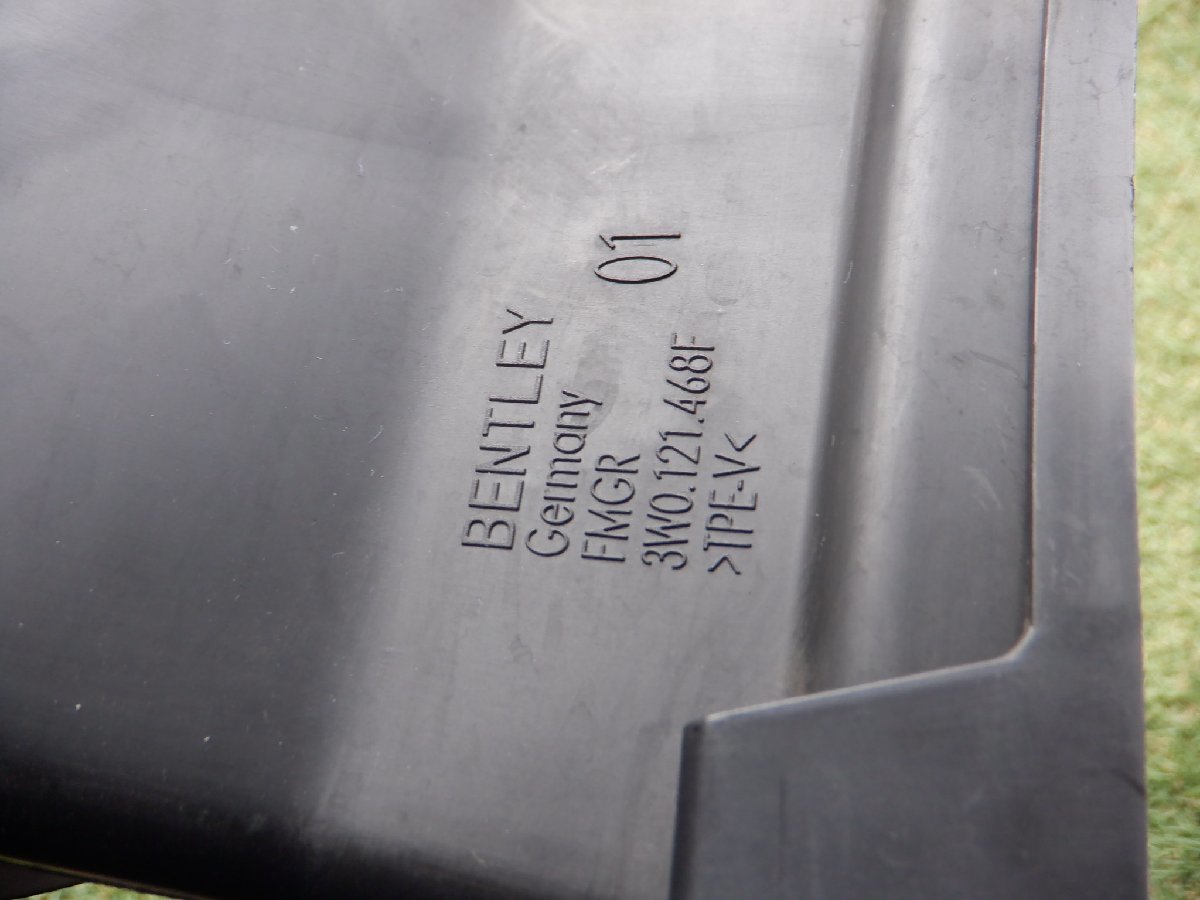 BENTLEY
Germany
FMGR 01
3W0.121.468F
>TPE-V<